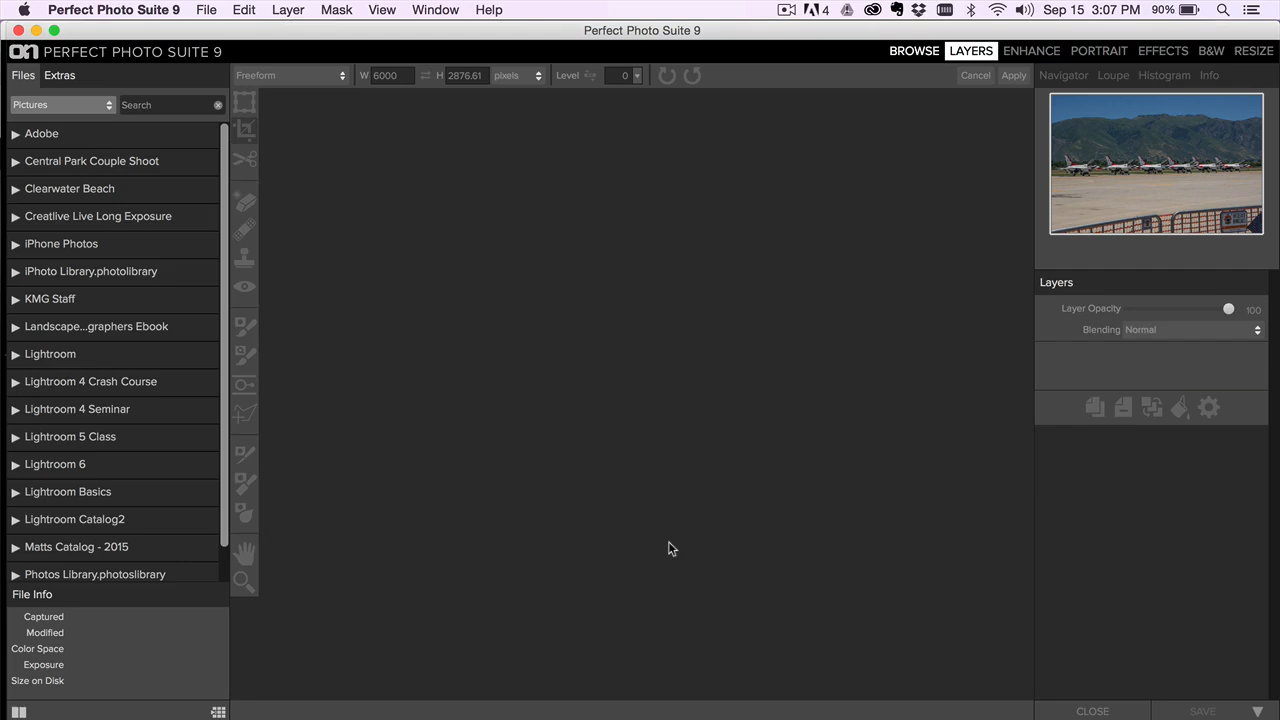 Perfect Photo Suite 9 File Edit Layer Mask View Window Help 4 Sep 15 3:07 PM 90%
Perfect Photo Suite 9
on PERFECT PHOTO SUITE 9 BROWSE LAYERS ENHANCE PORTRAIT EFFECTS B&W RESIZE
Files Extras Freeform W 6000 H 2876.61 pixels Level 0 Cancel Apply Navigator Loupe Histogram Info
Pictures Search
Adobe
Central Park Couple Shoot
Clearwater Beach
Creatlive Live Long Exposure
iPhone Photos
iPhoto Library.photolibrary
KMG Staff
Landscape...graphers Ebook
Lightroom
Lightroom 4 Crash Course
Lightroom 4 Seminar
Lightroom 5 Class
Lightroom 6
Lightroom Basics
Lightroom Catalog2
Matts Catalog - 2015
Photos Library.photoslibrary
File Info
Captured
Modified
Color Space
Exposure
Size on Disk
Layers
Layer Opacity 100
Blending Normal
CLOSE SAVE